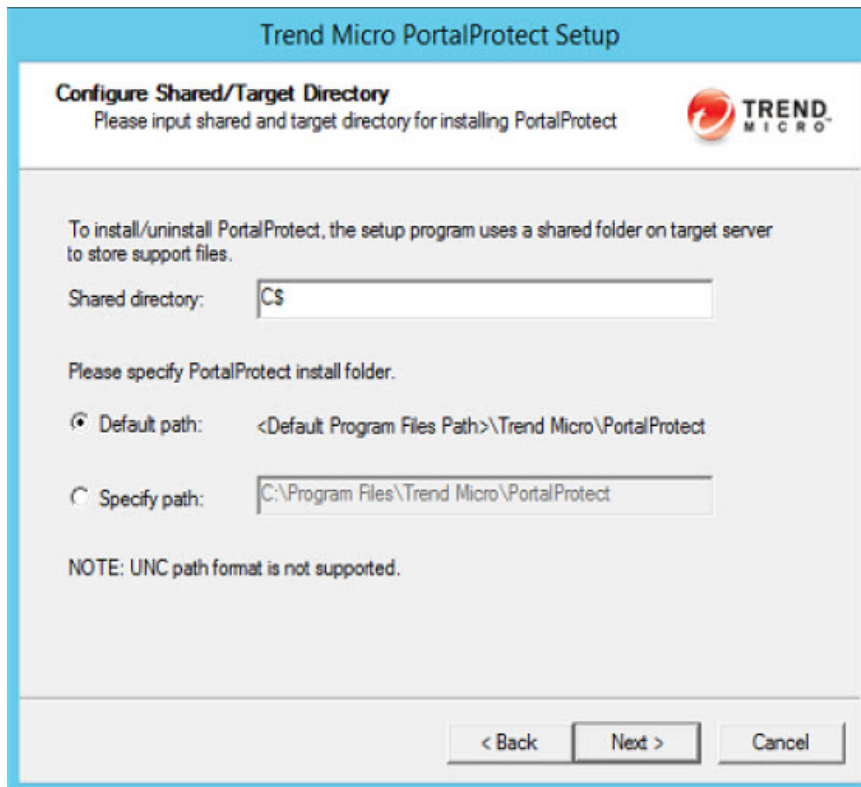 Trend Micro PortalProtect Setup
Configure Shared/Target Directory
Please input shared and target directory for installing PortalProtect
TREND
MICRO™
To install/uninstall PortalProtect, the setup program uses a shared folder on target server
to store support files.
Shared directory: C$
Please specify PortalProtect install folder.
Default path: <Default Program Files Path>\Trend Micro\PortalProtect
Specify path: C:\Program Files\Trend Micro\PortalProtect
NOTE: UNC path format is not supported.
< Back Next > Cancel